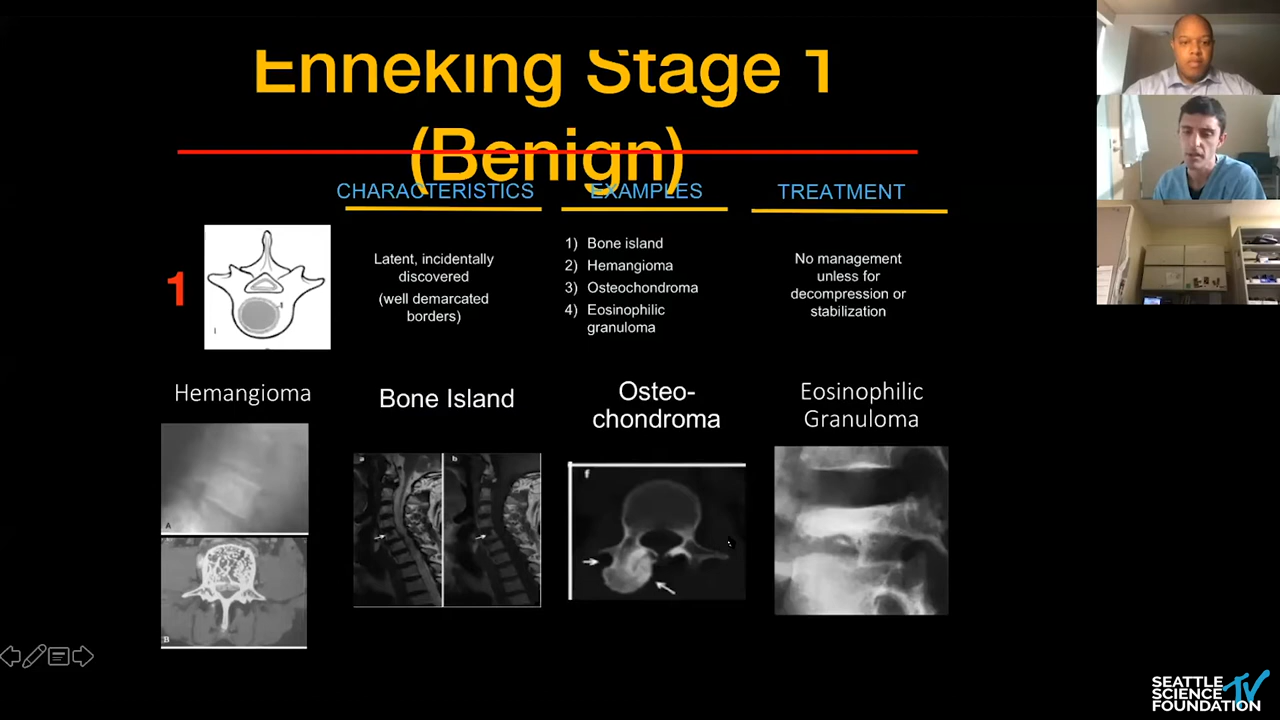 Enneking Stage 1
(Benign)
CHARACTERISTICS
EXAMPLES
TREATMENT
1
1
I
Latent, incidentally
discovered
(well demarcated
borders)
1) Bone island
2) Hemangioma
3) Osteochondroma
4) Eosinophilic
granuloma
No management
unless for
decompression or
stabilization
Hemangioma
Bone Island
Osteo-
chondroma
Eosinophilic
Granuloma
A
B
a
b
f
SEATTLE
SCIENCE
FOUNDATION
TV